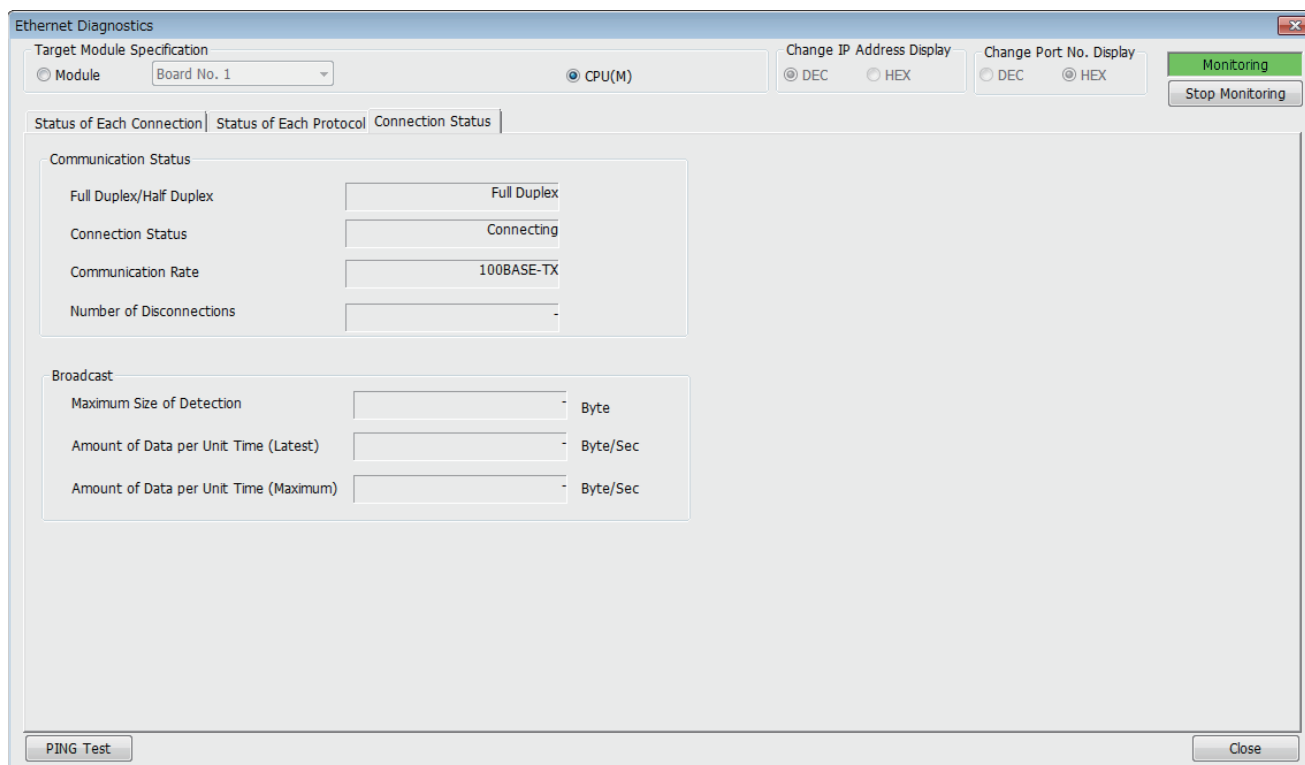 Ethernet Diagnostics
Target Module Specification
Module
Board No. 1
CPU(M)
Change IP Address Display
DEC
HEX
Change Port No. Display
DEC
HEX
Monitoring
Stop Monitoring
Status of Each Connection
Status of Each Protocol
Connection Status
Communication Status
Full Duplex/Half Duplex
Full Duplex
Connection Status
Connecting
Communication Rate
100BASE-TX
Number of Disconnections
-
Broadcast
Maximum Size of Detection
-
Byte
Amount of Data per Unit Time (Latest)
-
Byte/Sec
Amount of Data per Unit Time (Maximum)
-
Byte/Sec
PING Test
Close